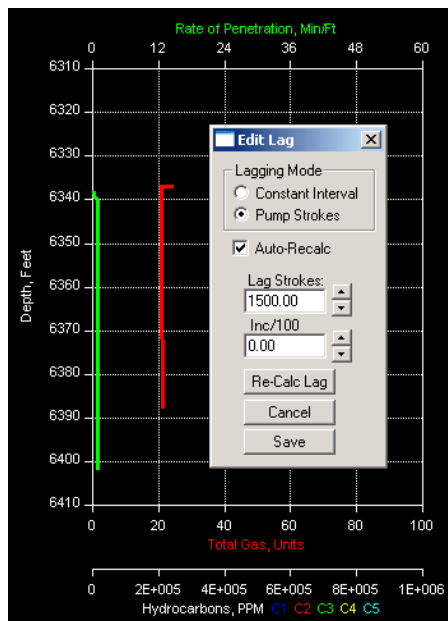 Rate of Penetration, Min/Ft
0 12 24 36 48 60
6310
6320
6330
6340
6350
6360
6370
6380
6390
6400
6410
Depth, Feet
Edit Lag
Lagging Mode
Constant Interval
Pump Strokes
Auto-Recalc
Lag Strokes:
1500.00
Inc/100
0.00
Re-Calc Lag
Cancel
Save
0 20 40 60 80 100
Total Gas, Units
0 2E+005 4E+005 6E+005 8E+005 1E+006
Hydrocarbons, PPM C1 C2 C3 C4 C5